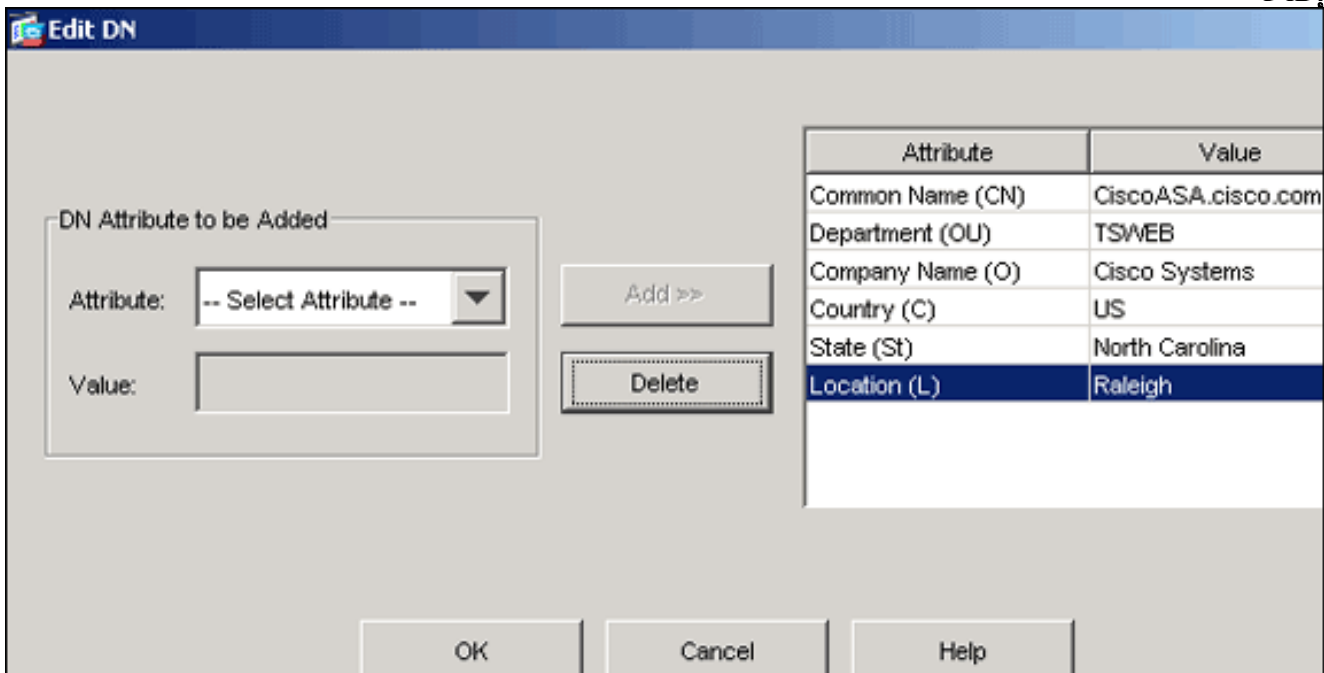 Edit DN
DN Attribute to be Added
Attribute: -- Select Attribute --
Value:
Add >>
Delete
Attribute Value
Common Name (CN) CiscoASA.cisco.com
Department (OU) TSWEB
Company Name (O) Cisco Systems
Country (C) US
State (St) North Carolina
Location (L) Raleigh
OK Cancel Help